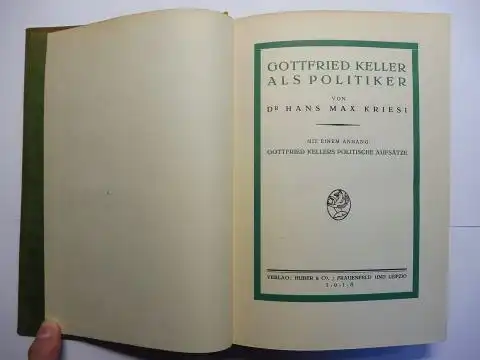 GOTTFRIED KELLER
ALS POLITIKER
VON
DR HANS MAX KRIESI
MIT EINEM ANHANG:
GOTTFRIED KELLERS POLITISCHE AUFSÄTZE
VERLAG: HUBER & CO., FRAUENFELD UND LEIPZIG
1918